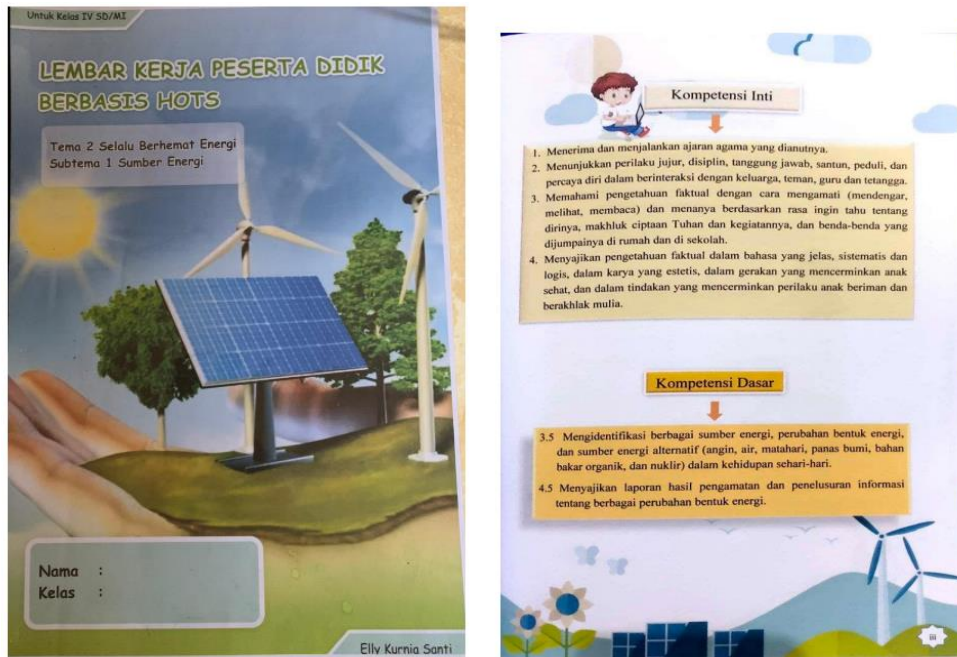 Untuk Kelas IV SD/MI
LEMBAR KERJA PESERTA DIDIK
BERBASIS HOTS
Tema 2 Selalu Berhemat Energi
Subtema 1 Sumber Energi
Nama :
Kelas :
Elly Kurnia Santi
Kompetensi Inti
1. Menerima dan menjalankan ajaran agama yang dianutnya.
2. Menunjukkan perilaku jujur, disiplin, tanggung jawab, santun, peduli, dan
percaya diri dalam berinteraksi dengan keluarga, teman, guru dan tetangga.
3. Memahami pengetahuan faktual dengan cara mengamati (mendengar,
melihat, membaca) dan menanya berdasarkan rasa ingin tahu tentang
dirinya, makhluk ciptaan Tuhan dan kegiatannya, dan benda-benda yang
dijumpainya di rumah dan di sekolah.
4. Menyajikan pengetahuan faktual dalam bahasa yang jelas, sistematis dan
logis, dalam karya yang estetis, dalam gerakan yang mencerminkan anak
sehat, dan dalam tindakan yang mencerminkan perilaku anak beriman dan
berakhlak mulia.
Kompetensi Dasar
3.5 Mengidentifikasi berbagai sumber energi, perubahan bentuk energi,
dan sumber energi alternatif (angin, air, matahari, panas bumi, bahan
bakar organik, dan nuklir) dalam kehidupan sehari-hari.
4.5 Menyajikan laporan hasil pengamatan dan penelusuran informasi
tentang berbagai perubahan bentuk energi.
iii